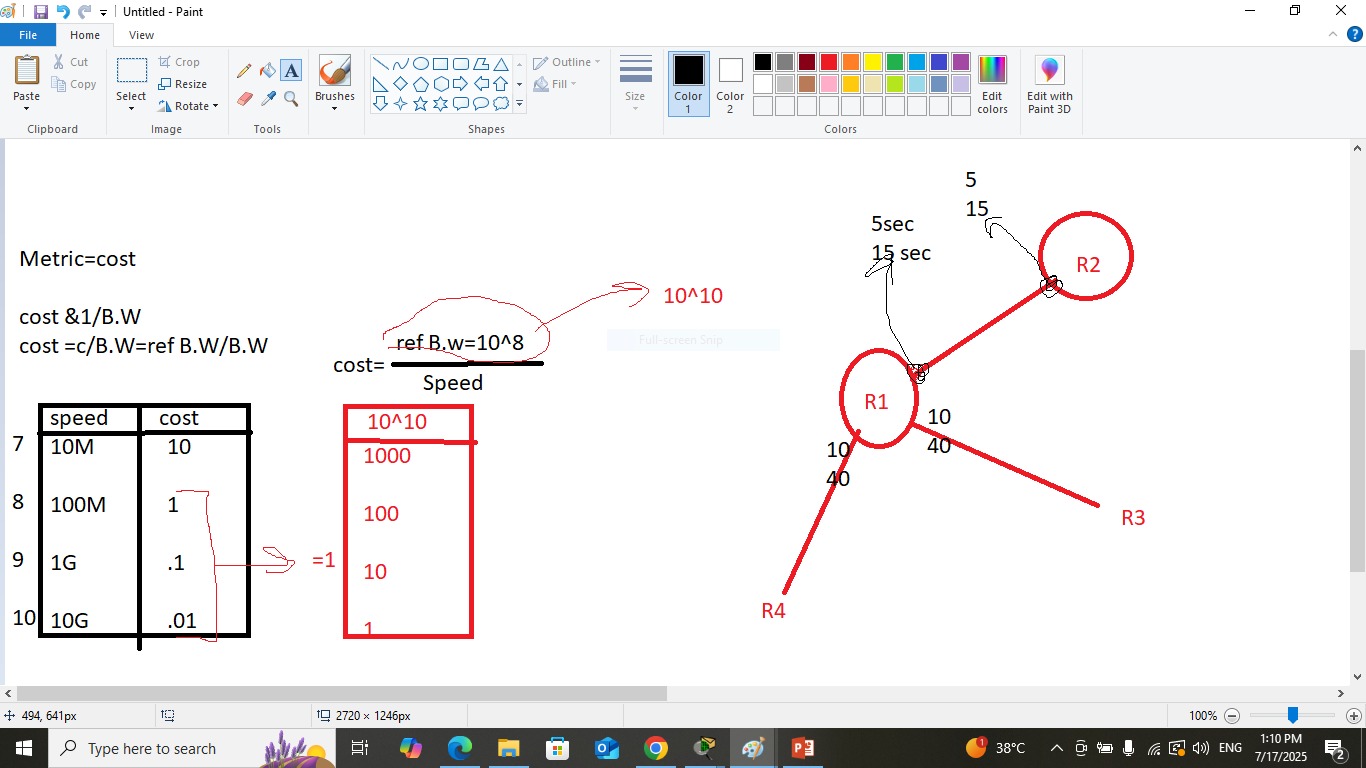 Untitled - Paint
File
Home
View
Paste
Cut
Copy
Clipboard
Select
Crop
Resize
Rotate
Image
A
Tools
Brushes
Outline
Fill
Shapes
Size
Color 1
Color 2
Edit colors
Colors
Edit with Paint 3D
Metric=cost
cost &1/B.W
cost =c/B.W=ref B.W/B.W
ref B.w=10^8
cost=
Speed
10^10
Full-screen Snip
speed cost
7 10M 10
8 100M 1
9 1G .1
10 10G .01
=1
10^10
1000
100
10
1
5
15
5sec
15 sec
R2
R1
10
40
10
40
R3
R4
494, 641px
2720 × 1246px
100%
Type here to search
1
38°C
ENG
1:10 PM
7/17/2025
2